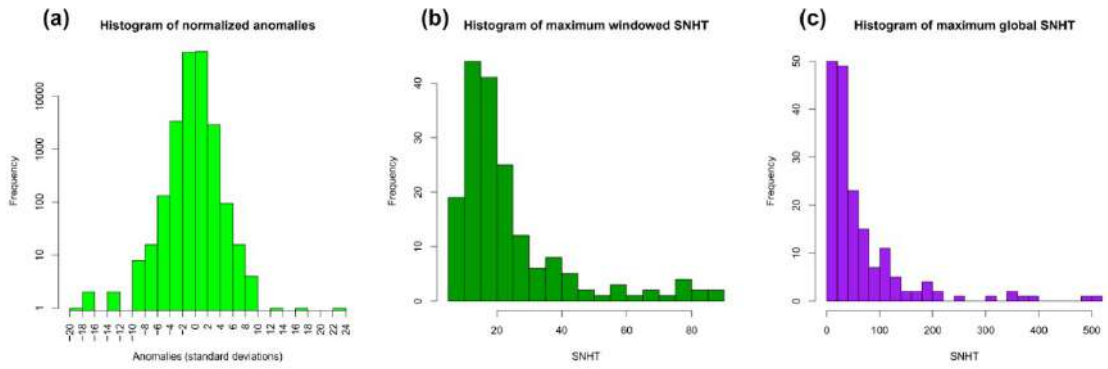 (a)
Histogram of normalized anomalies
Frequency
10000
1000
100
10
1
−20 −18 −16 −14 −12 −10 −8 −6 −4 −2 0 2 4 6 8 10 12 14 16 18 20 22 24
Anomalies (standard deviations)
(b)
Histogram of maximum windowed SNHT
Frequency
40
30
20
10
0
20 40 60 80
SNHT
(c)
Histogram of maximum global SNHT
Frequency
50
40
30
20
10
0
0 100 200 300 400 500
SNHT